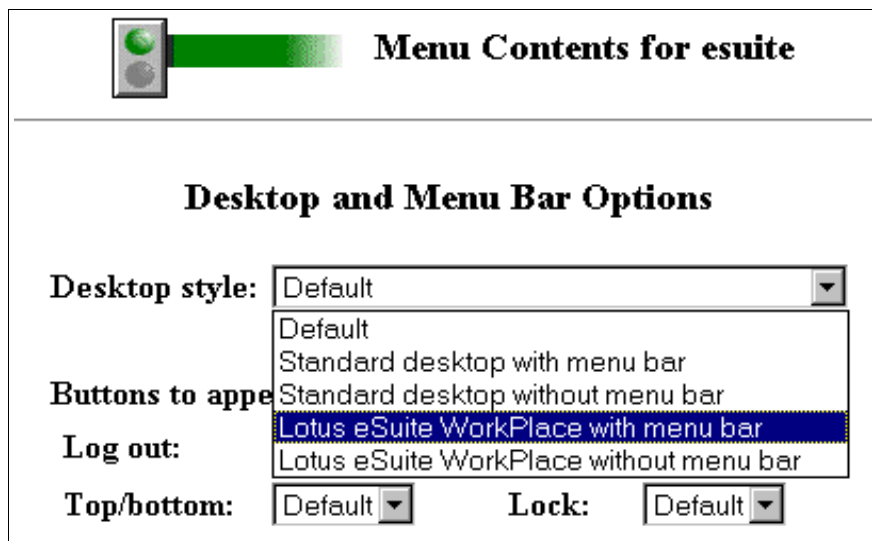 Menu Contents for esuite
Desktop and Menu Bar Options
Desktop style: Default
Default
Standard desktop with menu bar
Buttons to appe Standard desktop without menu bar
Lotus eSuite WorkPlace with menu bar
Log out:
Lotus eSuite WorkPlace without menu bar
Top/bottom: Default Lock: Default